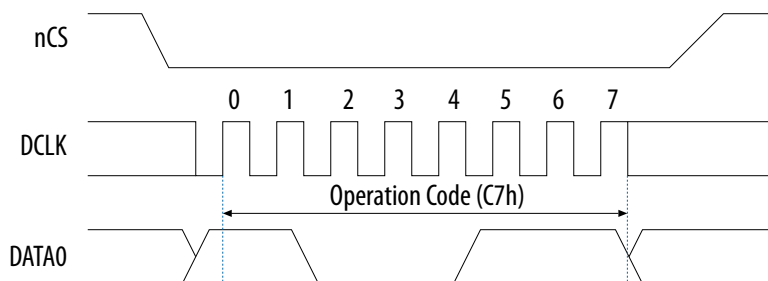 nCS
0 1 2 3 4 5 6 7
DCLK
Operation Code (C7h)
DATA0